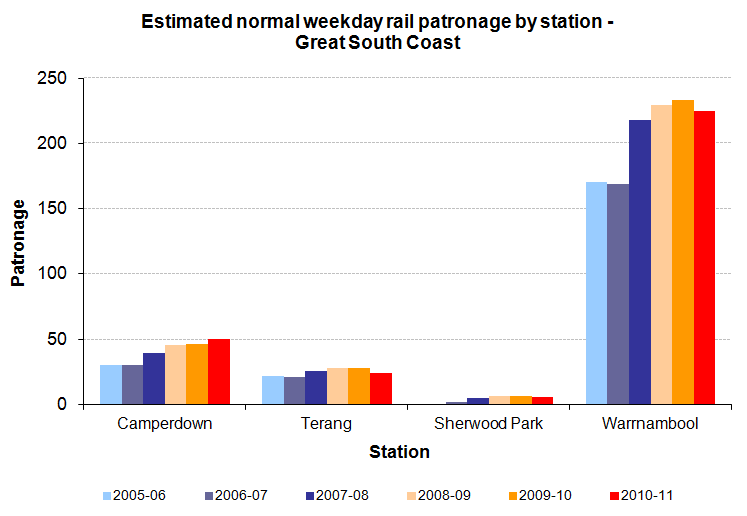 Estimated normal weekday rail patronage by station -
Great South Coast
250
200
150
100
50
0
Patronage
Camperdown
Terang
Sherwood Park
Warrnambool
Station
2005-06
2006-07
2007-08
2008-09
2009-10
2010-11